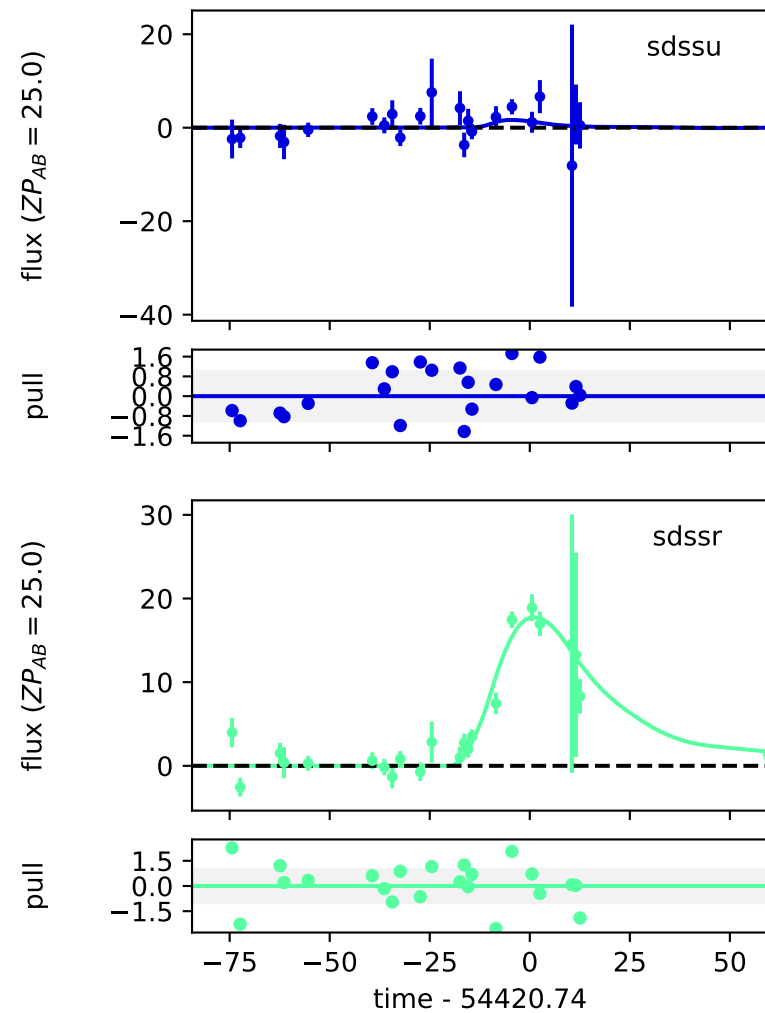 20
0
−20
−40
flux (ZP_AB = 25.0)
sdssu
1.6
0.8
0.0
−0.8
−1.6
pull
30
20
10
0
flux (ZP_AB = 25.0)
sdssr
1.5
0.0
−1.5
pull
−75 −50 −25 0 25 50
time - 54420.74